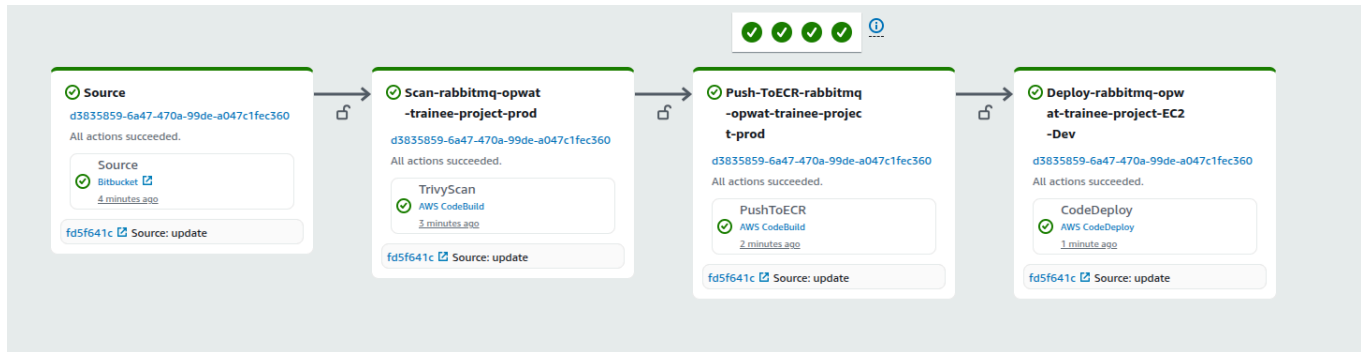 Source
d3835859-6a47-470a-99de-a047c1fec360
All actions succeeded.
Source
Bitbucket
4 minutes ago
fd5f641c Source: update
Scan-rabbitmq-opwat
-trainee-project-prod
d3835859-6a47-470a-99de-a047c1fec360
All actions succeeded.
TrivyScan
AWS CodeBuild
3 minutes ago
fd5f641c Source: update
Push-ToECR-rabbitmq
-opwat-trainee-projec
t-prod
d3835859-6a47-470a-99de-a047c1fec360
All actions succeeded.
PushToECR
AWS CodeBuild
2 minutes ago
fd5f641c Source: update
Deploy-rabbitmq-opw
at-trainee-project-EC2
-Dev
d3835859-6a47-470a-99de-a047c1fec360
All actions succeeded.
CodeDeploy
AWS CodeDeploy
1 minute ago
fd5f641c Source: update